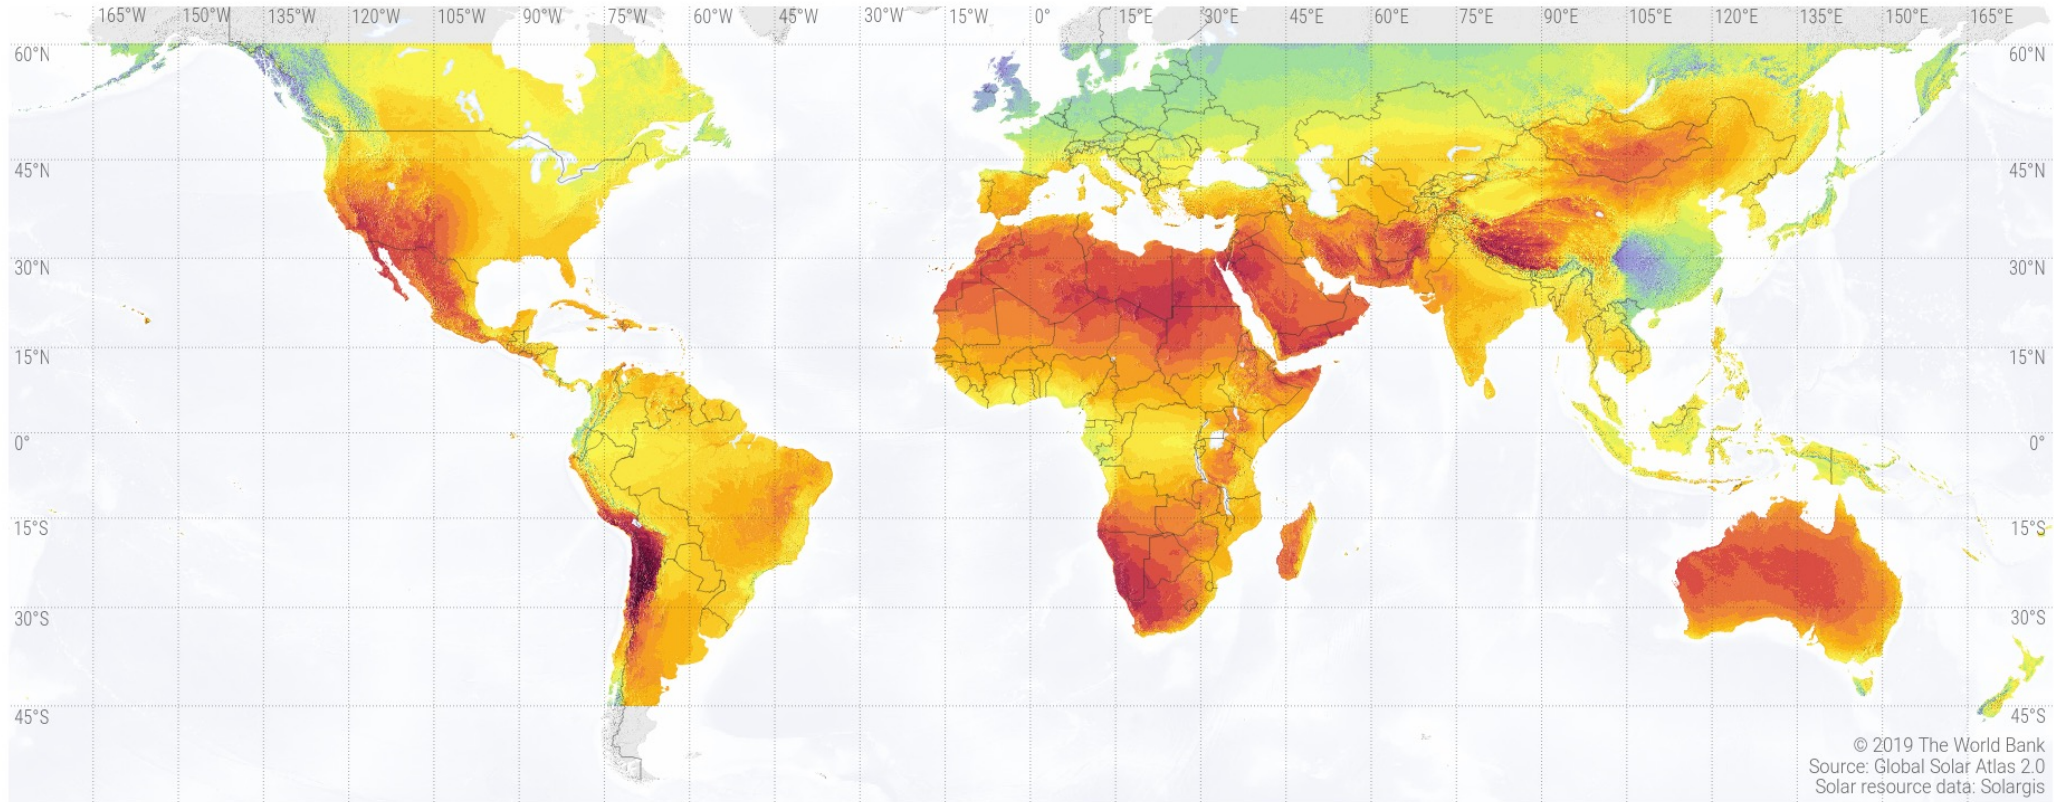 165°W 150°W 135°W 120°W 105°W 90°W 75°W 60°W 45°W 30°W 15°W 0° 15°E 30°E 45°E 60°E 75°E 90°E 105°E 120°E 135°E 150°E 165°E
60°N 60°N
45°N 45°N
30°N 30°N
15°N 15°N
0° 0°
15°S 15°S
30°S 30°S
45°S 45°S
© 2019 The World Bank
Source: Global Solar Atlas 2.0
Solar resource data: Solargis